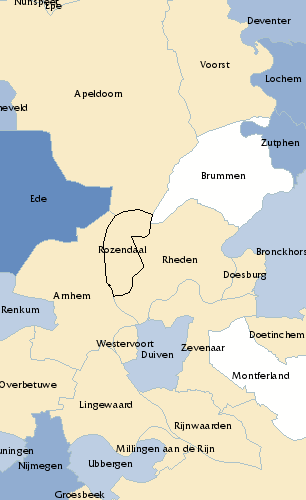 Nunspeet
Epe
Deventer
Voorst
Lochem
Apeldoorn
neveld
Zutphen
Brummen
Ede
Rozendaal
Bronckhors
Rheden
Doesburg
Arnhem
Renkum
Doetinchem
Westervoort
Zevenaar
Duiven
Montferland
Overbetuwe
Lingewaard
Rijnwaarden
Millingen aan de Rijn
uningen
Nijmegen
Ubbergen
Groesbeek